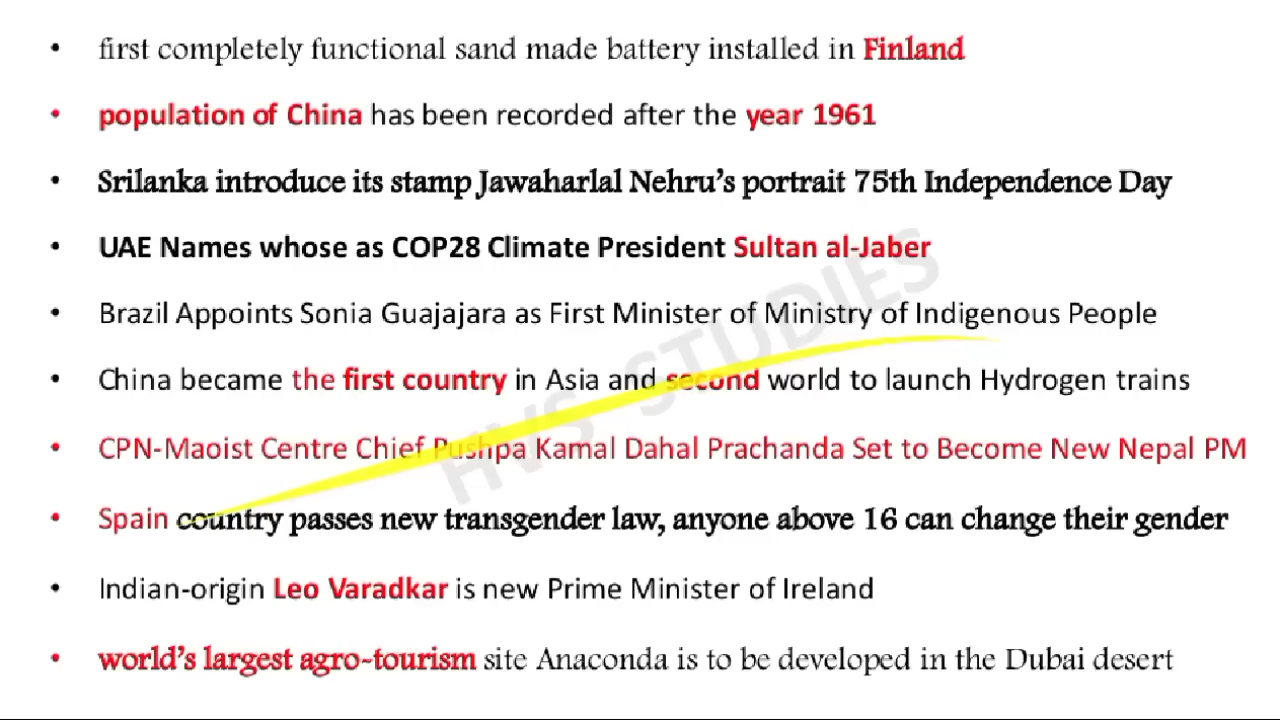 • first completely functional sand made battery installed in Finland
• population of China has been recorded after the year 1961
• Srilanka introduce its stamp Jawaharlal Nehru's portrait 75th Independence Day
• UAE Names whose as COP28 Climate President Sultan al-Jaber
• Brazil Appoints Sonia Guajajara as First Minister of Ministry of Indigenous People
• China became the first country in Asia and second world to launch Hydrogen trains
• CPN-Maoist Centre Chief Pushpa Kamal Dahal Prachanda Set to Become New Nepal PM
• Spain country passes new transgender law, anyone above 16 can change their gender
• Indian-origin Leo Varadkar is new Prime Minister of Ireland
• world's largest agro-tourism site Anaconda is to be developed in the Dubai desert
HVS STUDIES